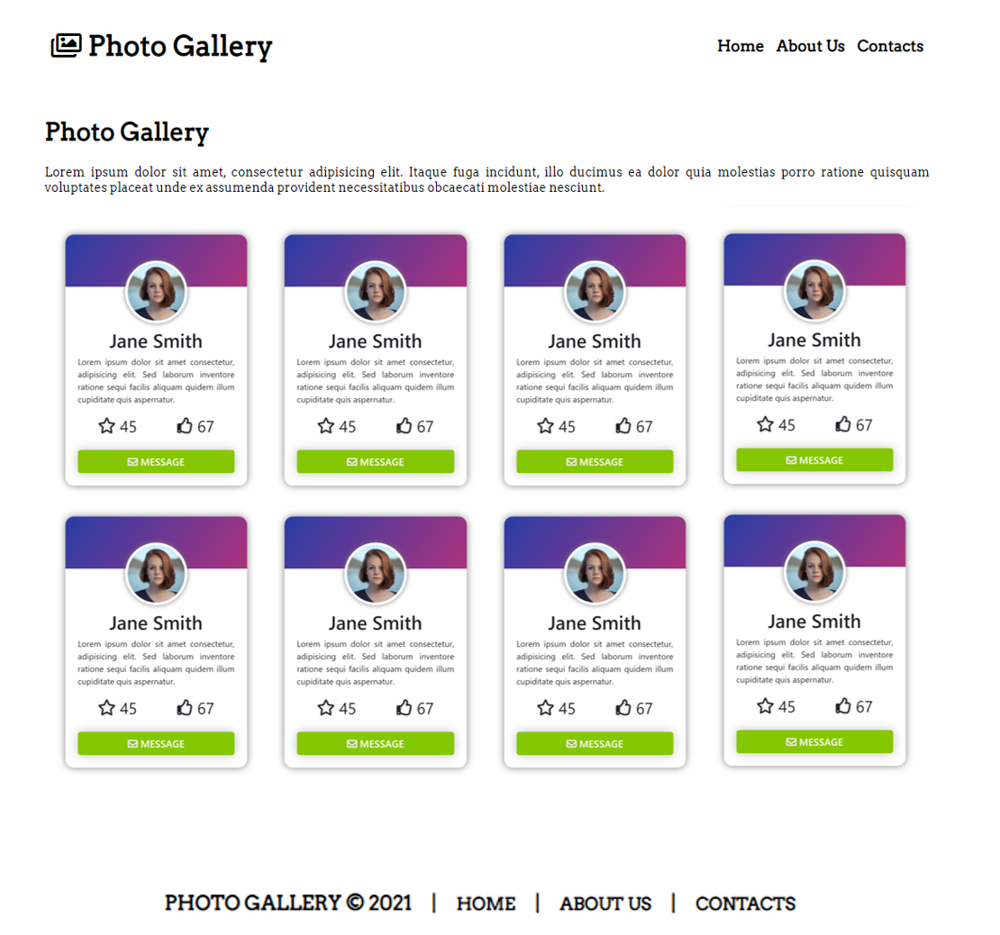 Photo Gallery
Home About Us Contacts
Photo Gallery
Lorem ipsum dolor sit amet, consectetur adipisicing elit. Itaque fuga incidunt, illo ducimus ea dolor quia molestias porro ratione quisquam
voluptates placeat unde ex assumenda provident necessitatibus obcaecati molestiae nesciunt.
Jane Smith
Lorem ipsum dolor sit amet consectetur,
adipisicing elit. Sed laborum inventore
ratione sequi facilis aliquam quidem illum
cupiditate quis aspernatur.
45 67
MESSAGE
Jane Smith
Lorem ipsum dolor sit amet consectetur,
adipisicing elit. Sed laborum inventore
ratione sequi facilis aliquam quidem illum
cupiditate quis aspernatur.
45 67
MESSAGE
Jane Smith
Lorem ipsum dolor sit amet consectetur,
adipisicing elit. Sed laborum inventore
ratione sequi facilis aliquam quidem illum
cupiditate quis aspernatur.
45 67
MESSAGE
Jane Smith
Lorem ipsum dolor sit amet consectetur,
adipisicing elit. Sed laborum inventore
ratione sequi facilis aliquam quidem illum
cupiditate quis aspernatur.
45 67
MESSAGE
Jane Smith
Lorem ipsum dolor sit amet consectetur,
adipisicing elit. Sed laborum inventore
ratione sequi facilis aliquam quidem illum
cupiditate quis aspernatur.
45 67
MESSAGE
Jane Smith
Lorem ipsum dolor sit amet consectetur,
adipisicing elit. Sed laborum inventore
ratione sequi facilis aliquam quidem illum
cupiditate quis aspernatur.
45 67
MESSAGE
Jane Smith
Lorem ipsum dolor sit amet consectetur,
adipisicing elit. Sed laborum inventore
ratione sequi facilis aliquam quidem illum
cupiditate quis aspernatur.
45 67
MESSAGE
Jane Smith
Lorem ipsum dolor sit amet consectetur,
adipisicing elit. Sed laborum inventore
ratione sequi facilis aliquam quidem illum
cupiditate quis aspernatur.
45 67
MESSAGE
PHOTO GALLERY © 2021 | HOME | ABOUT US | CONTACTS